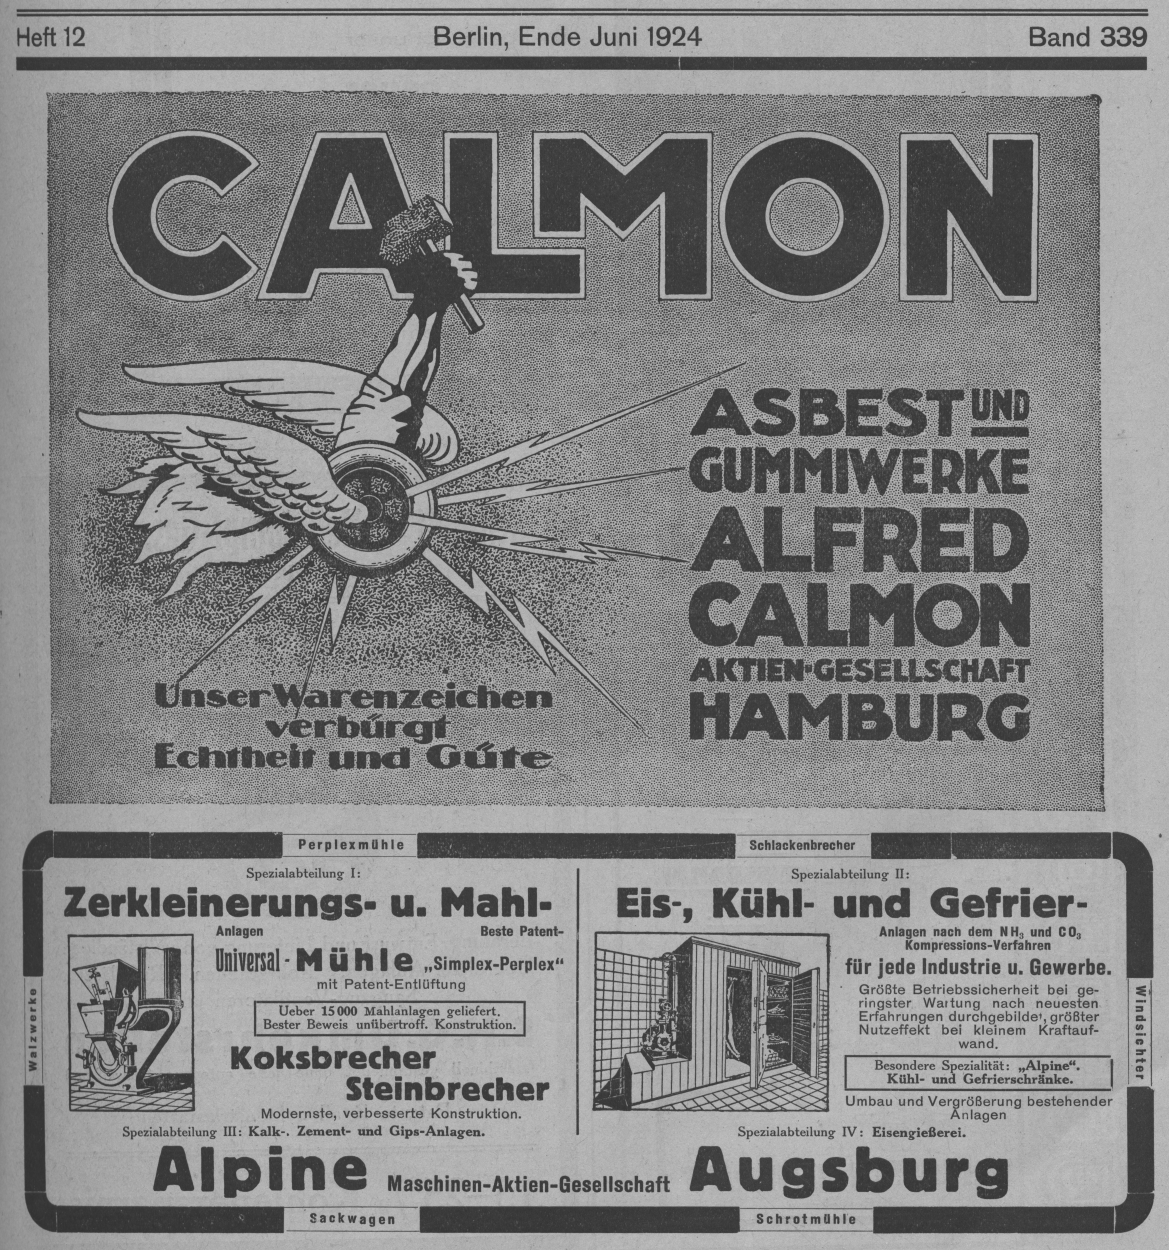 Heft 12
Berlin, Ende Juni 1924
Band 339
CALMON
ASBEST UND
GUMMIWERKE
ALFRED
CALMON
AKTIEN-GESELLSCHAFT
HAMBURG
Unser Warenzeichen
verbürgt
Echtheit und Güte
Perplexmühle
Schlackenbrecher
Walzwerke
Spezialabteilung I:
Zerkleinerungs- u. Mahl-
Anlagen
Beste Patent-
Universal-Mühle „Simplex-Perplex“
mit Patent-Entlüftung
Ueber 15000 Mahlanlagen geliefert.
Bester Beweis unübertroff. Konstruktion.
Koksbrecher
Steinbrecher
Modernste, verbesserte Konstruktion.
Spezialabteilung III: Kalk-. Zement- und Gips-Anlagen.
Spezialabteilung II:
Eis-, Kühl- und Gefrier-
Anlagen nach dem NH₃ und CO₂
Kompressions-Verfahren
für jede Industrie u. Gewerbe.
Größte Betriebssicherheit bei ge-
ringster Wartung nach neuesten
Erfahrungen durchgebildet, größter
Nutzeffekt bei kleinem Kraftauf-
wand.
Besondere Spezialität: „Alpine“.
Kühl- und Gefrierschränke.
Umbau und Vergrößerung bestehender
Anlagen
Spezialabteilung IV: Eisengießerei.
Windsichter
Alpine Maschinen-Aktien-Gesellschaft Augsburg
Sackwagen
Schrotmühle